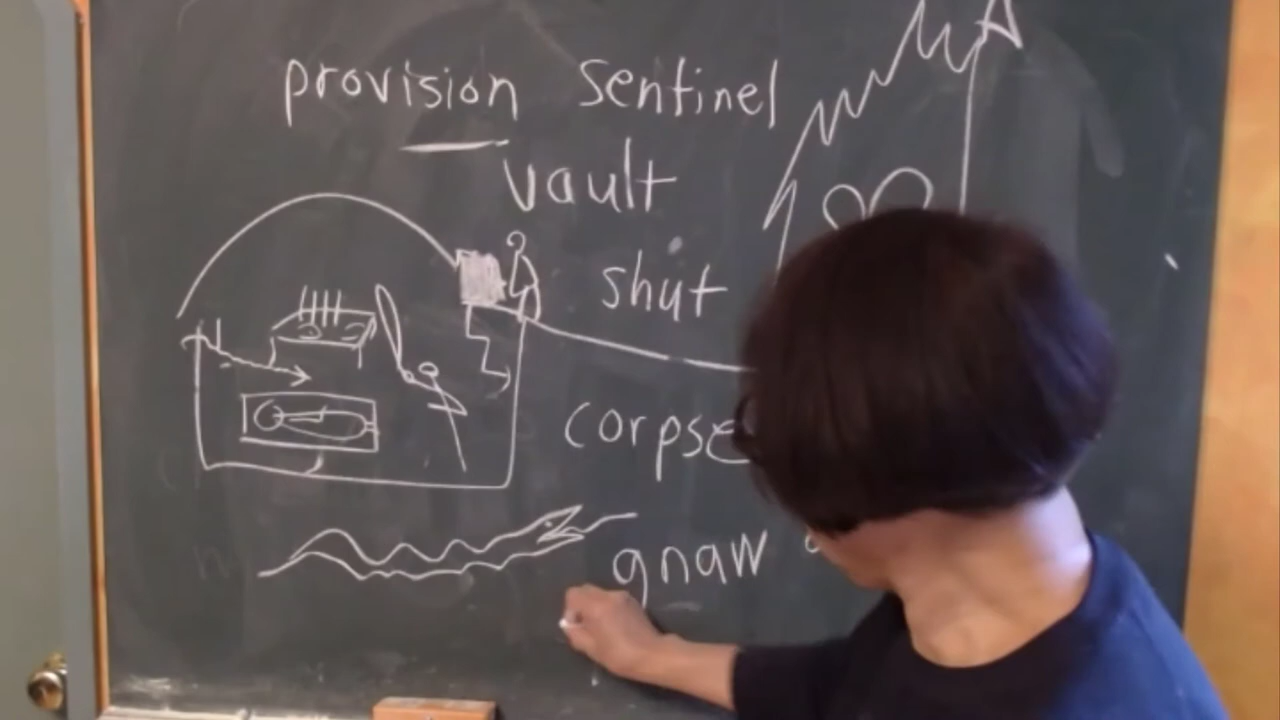 provision sentinel
vault
shut
corpse
gnaw